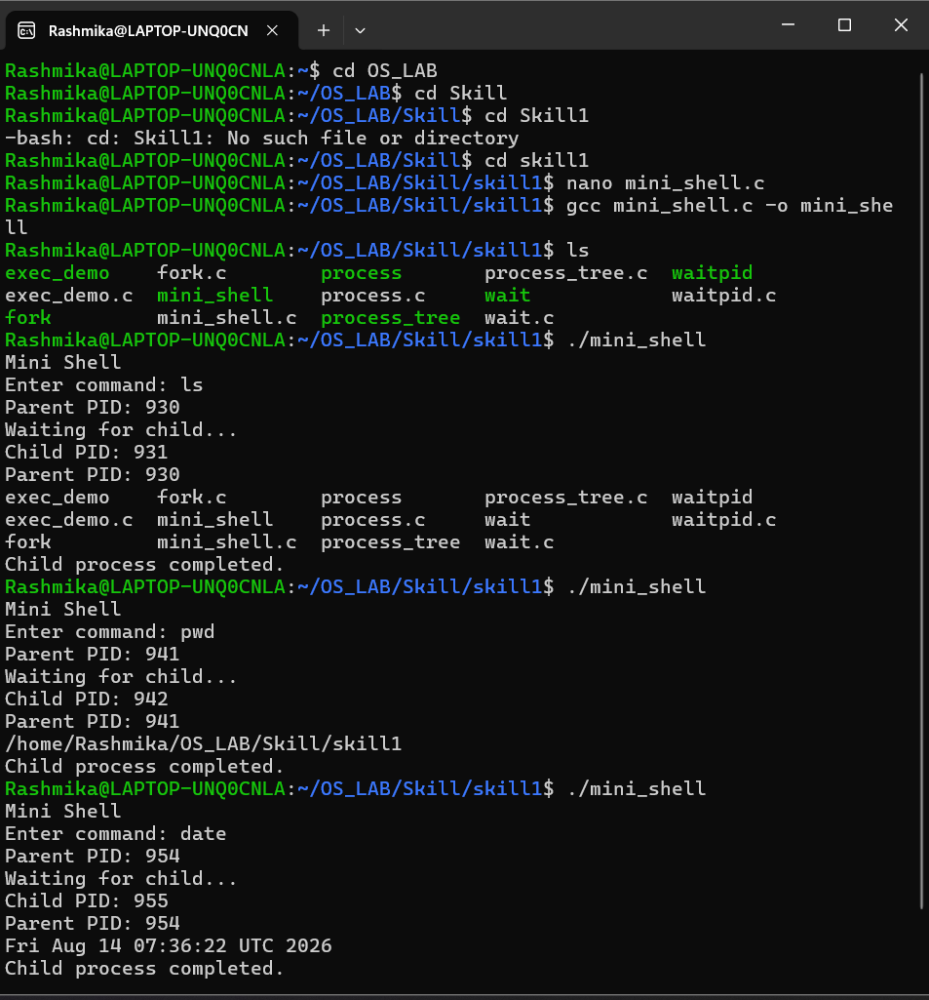 Rashmika@LAPTOP-UNQ0CN
Rashmika@LAPTOP-UNQ0CNLA:~$ cd OS_LAB
Rashmika@LAPTOP-UNQ0CNLA:~/OS_LAB$ cd Skill
Rashmika@LAPTOP-UNQ0CNLA:~/OS_LAB/Skill$ cd Skill1
-bash: cd: Skill1: No such file or directory
Rashmika@LAPTOP-UNQ0CNLA:~/OS_LAB/Skill$ cd skill1
Rashmika@LAPTOP-UNQ0CNLA:~/OS_LAB/Skill/skill1$ nano mini_shell.c
Rashmika@LAPTOP-UNQ0CNLA:~/OS_LAB/Skill/skill1$ gcc mini_shell.c -o mini_she
ll
Rashmika@LAPTOP-UNQ0CNLA:~/OS_LAB/Skill/skill1$ ls
exec_demo    fork.c        process       process_tree.c  waitpid
exec_demo.c  mini_shell    process.c     wait            waitpid.c
fork         mini_shell.c  process_tree  wait.c
Rashmika@LAPTOP-UNQ0CNLA:~/OS_LAB/Skill/skill1$ ./mini_shell
Mini Shell
Enter command: ls
Parent PID: 930
Waiting for child...
Child PID: 931
Parent PID: 930
exec_demo    fork.c        process       process_tree.c  waitpid
exec_demo.c  mini_shell    process.c     wait            waitpid.c
fork         mini_shell.c  process_tree  wait.c
Child process completed.
Rashmika@LAPTOP-UNQ0CNLA:~/OS_LAB/Skill/skill1$ ./mini_shell
Mini Shell
Enter command: pwd
Parent PID: 941
Waiting for child...
Child PID: 942
Parent PID: 941
/home/Rashmika/OS_LAB/Skill/skill1
Child process completed.
Rashmika@LAPTOP-UNQ0CNLA:~/OS_LAB/Skill/skill1$ ./mini_shell
Mini Shell
Enter command: date
Parent PID: 954
Waiting for child...
Child PID: 955
Parent PID: 954
Fri Aug 14 07:36:22 UTC 2026
Child process completed.